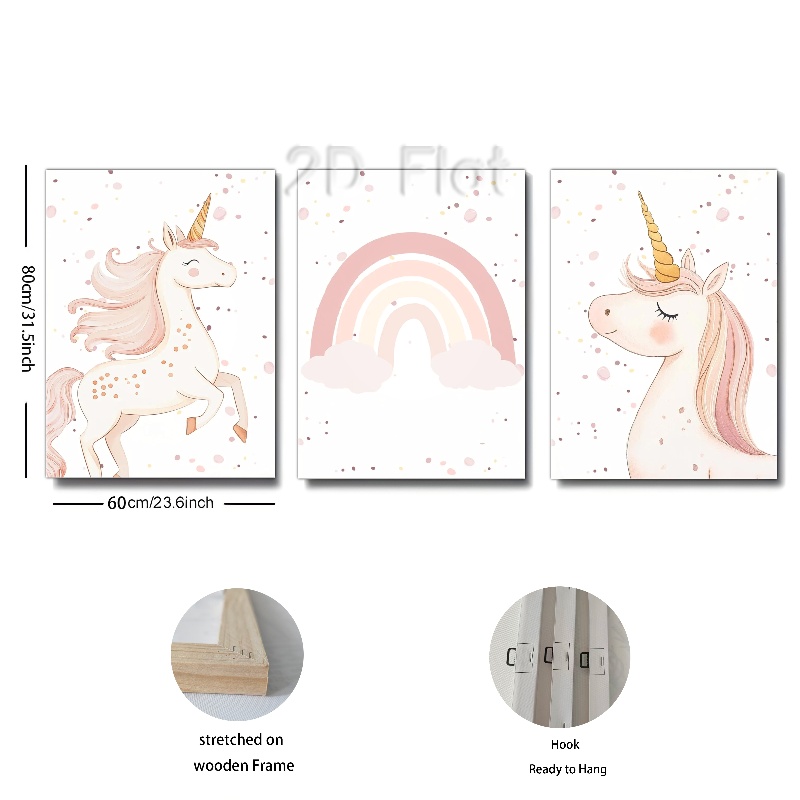 2D Flat
80cm/31.5inch
60cm/23.6inch
stretched on
wooden Frame
Hook
Ready to Hang